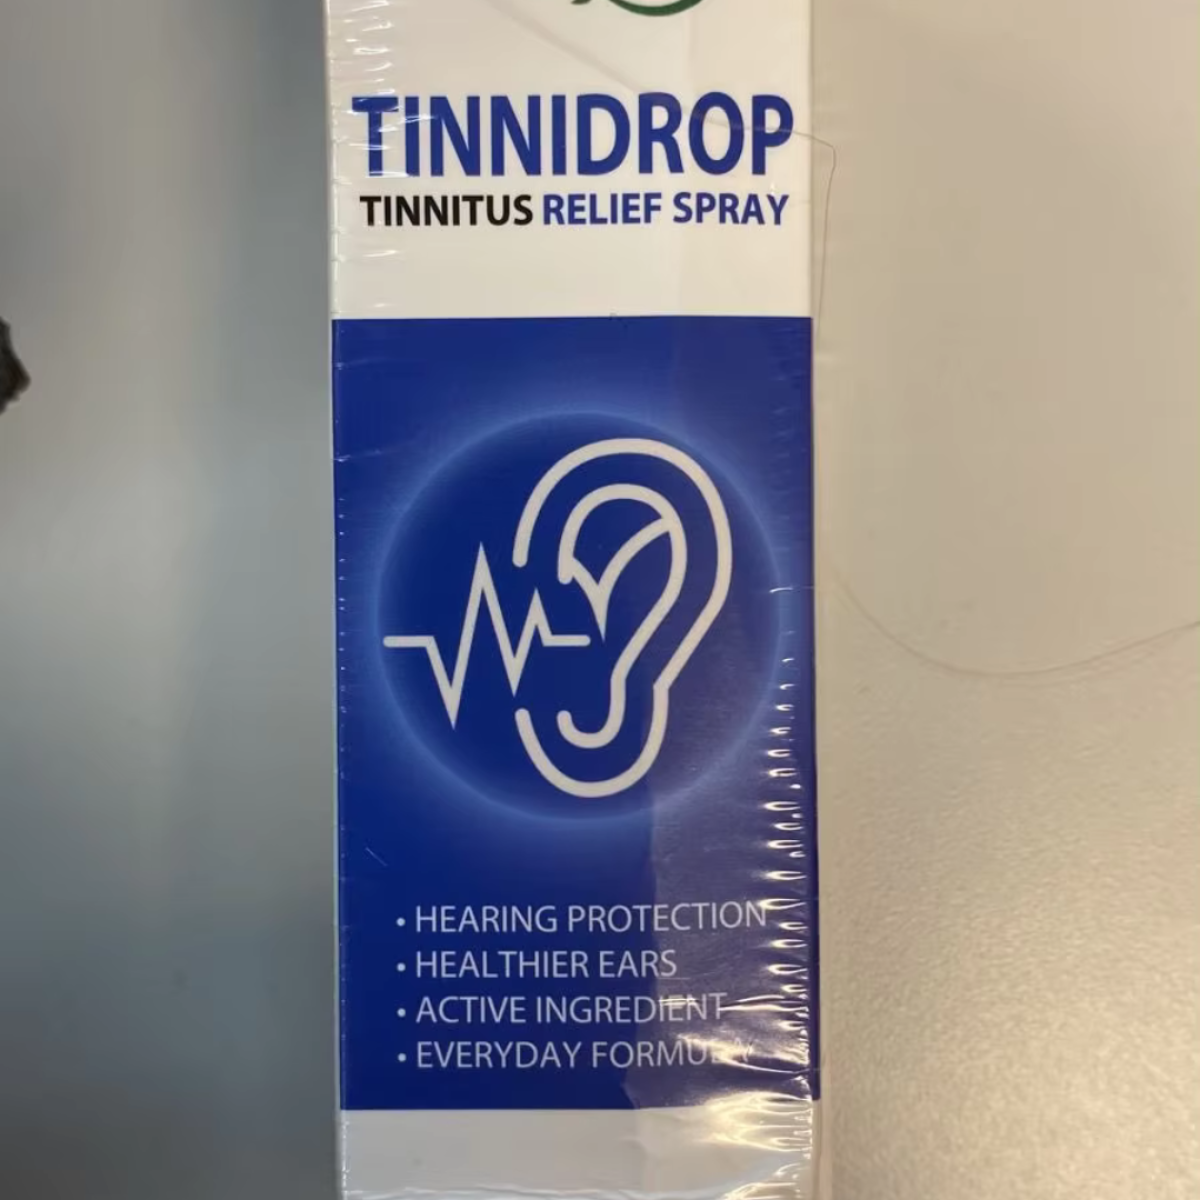 TINNIDROP
TINNITUS RELIEF SPRAY
• HEARING PROTECTION
• HEALTHIER EARS
• ACTIVE INGREDIENT
• EVERYDAY FORMULA